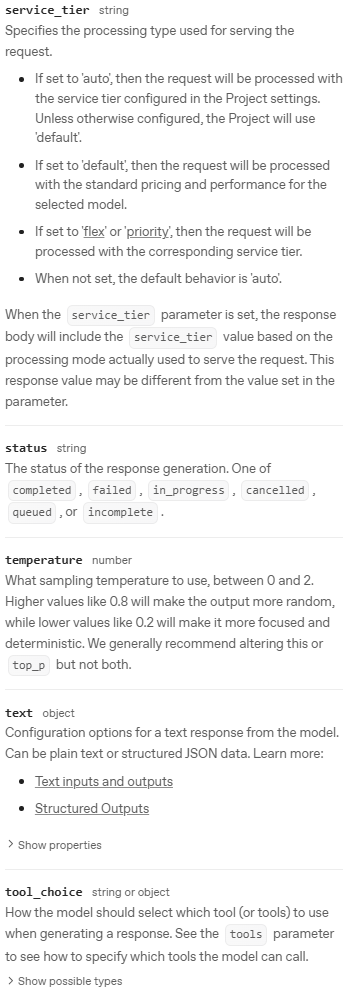 service_tier string
Specifies the processing type used for serving the
request.
• If set to 'auto', then the request will be processed with
the service tier configured in the Project settings.
Unless otherwise configured, the Project will use
'default'.
• If set to 'default', then the request will be processed
with the standard pricing and performance for the
selected model.
• If set to 'flex' or 'priority', then the request will be
processed with the corresponding service tier.
• When not set, the default behavior is 'auto'.
When the service_tier parameter is set, the response
body will include the service_tier value based on the
processing mode actually used to serve the request. This
response value may be different from the value set in the
parameter.
status string
The status of the response generation. One of
completed , failed , in_progress , cancelled ,
queued , or incomplete .
temperature number
What sampling temperature to use, between 0 and 2.
Higher values like 0.8 will make the output more random,
while lower values like 0.2 will make it more focused and
deterministic. We generally recommend altering this or
top_p but not both.
text object
Configuration options for a text response from the model.
Can be plain text or structured JSON data. Learn more:
• Text inputs and outputs
• Structured Outputs
> Show properties
tool_choice string or object
How the model should select which tool (or tools) to use
when generating a response. See the tools parameter
to see how to specify which tools the model can call.
> Show possible types